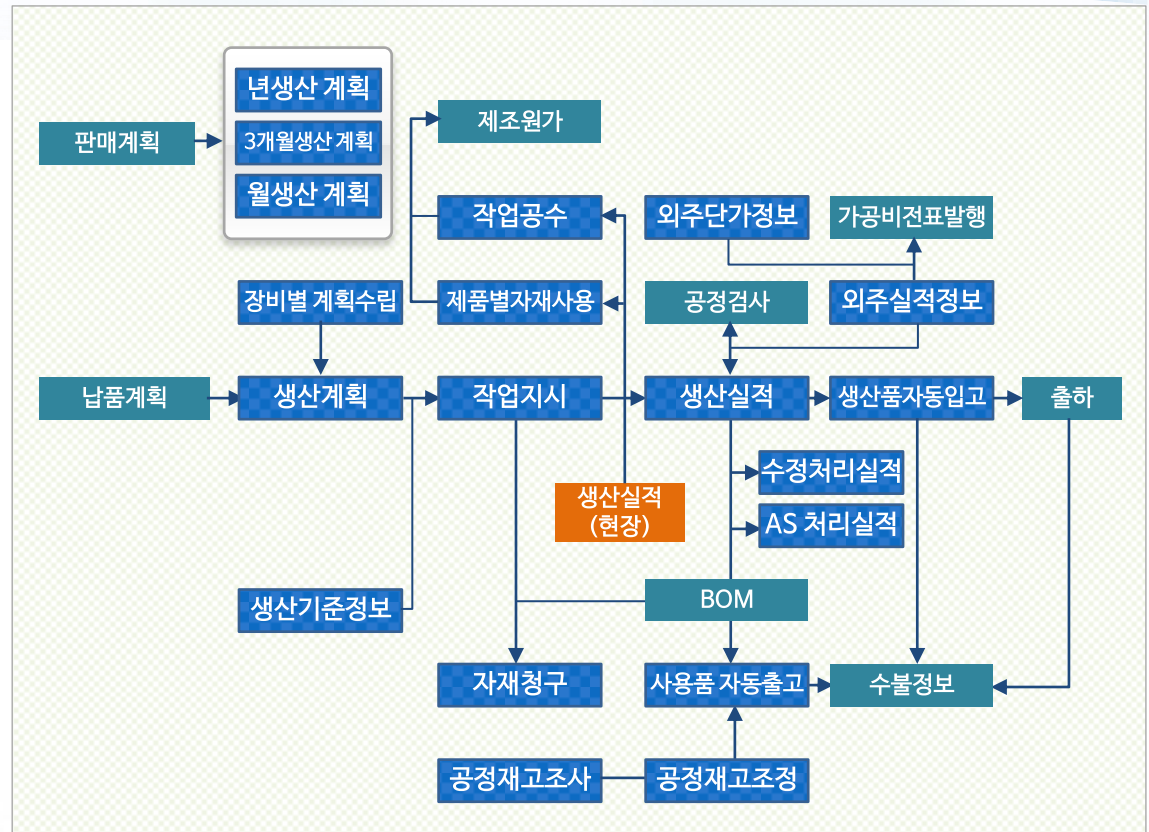 년생산 계획
3개월생산 계획
월생산 계획
판매계획
제조원가
작업공수
외주단가정보
가공비전표발행
장비별 계획수립
제품별자재사용
공정검사
외주실적정보
납품계획
생산계획
작업지시
생산실적
생산품자동입고
출하
수정처리실적
생산실적
(현장)
AS 처리실적
생산기준정보
BOM
자재청구
사용품 자동출고
수불정보
공정재고조사
공정재고조정